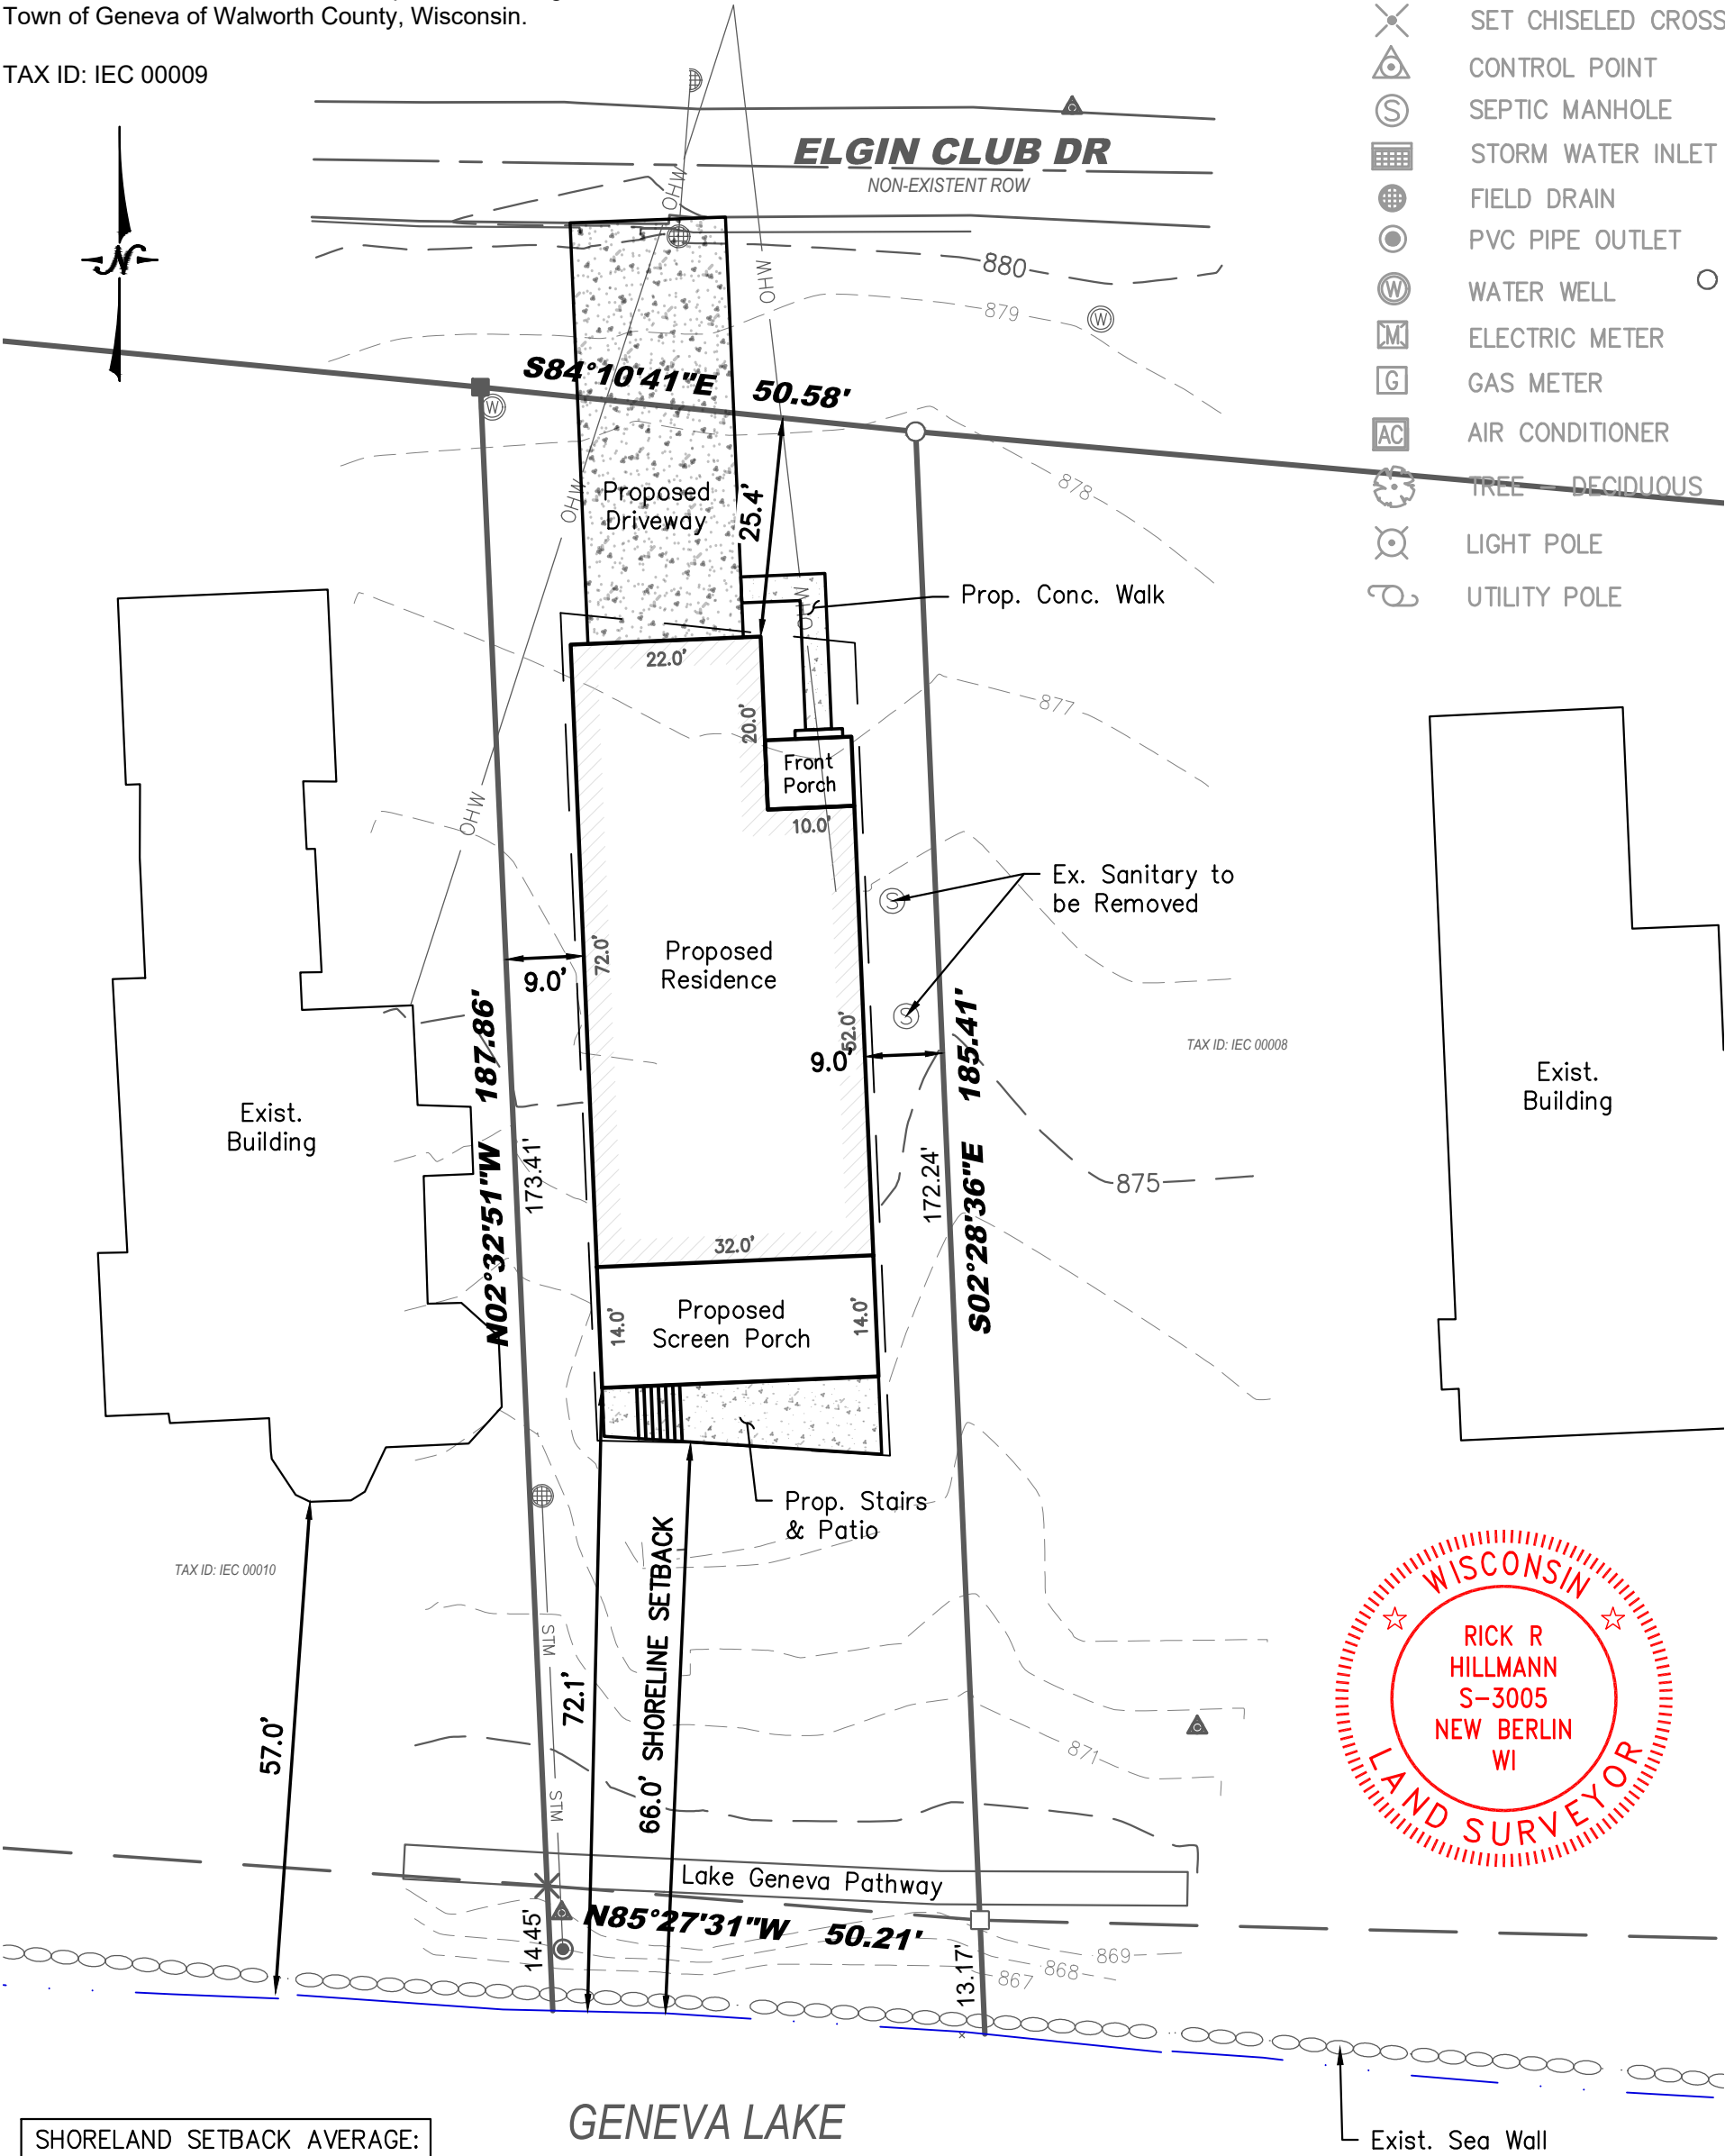 Town of Geneva of Walworth County, Wisconsin.
TAX ID: IEC 00009
SET CHISELED CROSS
CONTROL POINT
S SEPTIC MANHOLE
STORM WATER INLET
FIELD DRAIN
PVC PIPE OUTLET
W WATER WELL
M ELECTRIC METER
G GAS METER
AC AIR CONDITIONER
TREE - DECIDUOUS
LIGHT POLE
UTILITY POLE
N
ELGIN CLUB DR
NON-EXISTENT ROW
OHW
OHW
880
879
W
S84°10'41"E 50.58'
W
878
OHW
Proposed
Driveway
25.4'
OHW
Prop. Conc. Walk
22.0'
20.0'
877
Front
Porch
10.0'
OHW
Ex. Sanitary to
be Removed
S
S
72.0'
Proposed
Residence
9.0'
52.0'
9.0'
N02°32'51"W 187.86'
173.41'
S02°28'36"E 185.41'
172.24'
TAX ID: IEC 00008
Exist.
Building
Exist.
Building
875
32.0'
14.0'
Proposed
Screen Porch
14.0'
Prop. Stairs
& Patio
TAX ID: IEC 00010
STM
STM
57.0'
72.1'
66.0' SHORELINE SETBACK
871
WISCONSIN
RICK R
HILLMANN
S-3005
NEW BERLIN
WI
LAND SURVEYOR
Lake Geneva Pathway
N85°27'31"W 50.21'
14.45'
13.17'
869
868
867
GENEVA LAKE
Exist. Sea Wall
SHORELAND SETBACK AVERAGE: